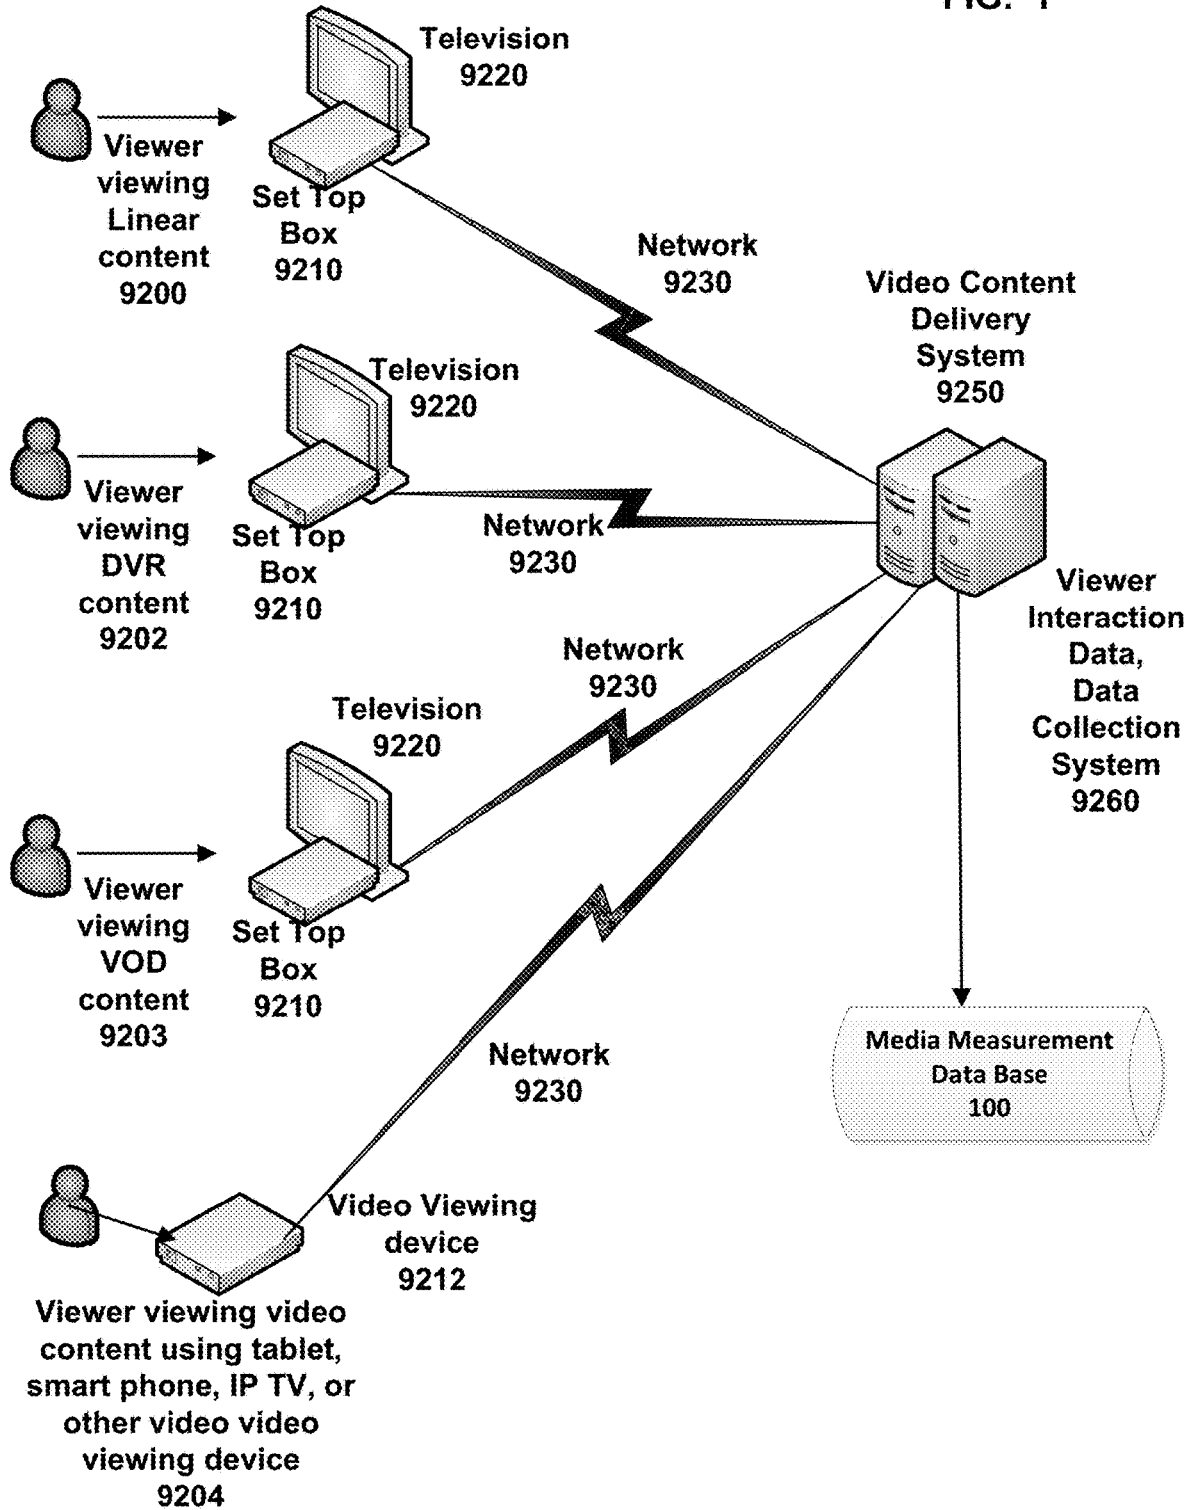 FIG. 1
Television
9220
Viewer
viewing
Linear
content
9200
Set Top
Box
9210
Network
9230
Video Content
Delivery
System
9250
Television
9220
Viewer
viewing
DVR
content
9202
Set Top
Box
9210
Network
9230
Viewer
Interaction
Data,
Data
Collection
System
9260
Network
9230
Television
9220
Viewer
viewing
VOD
content
9203
Set Top
Box
9210
Network
9230
Media Measurement
Data Base
100
Video Viewing
device
9212
Viewer viewing video
content using tablet,
smart phone, IP TV, or
other video video
viewing device
9204